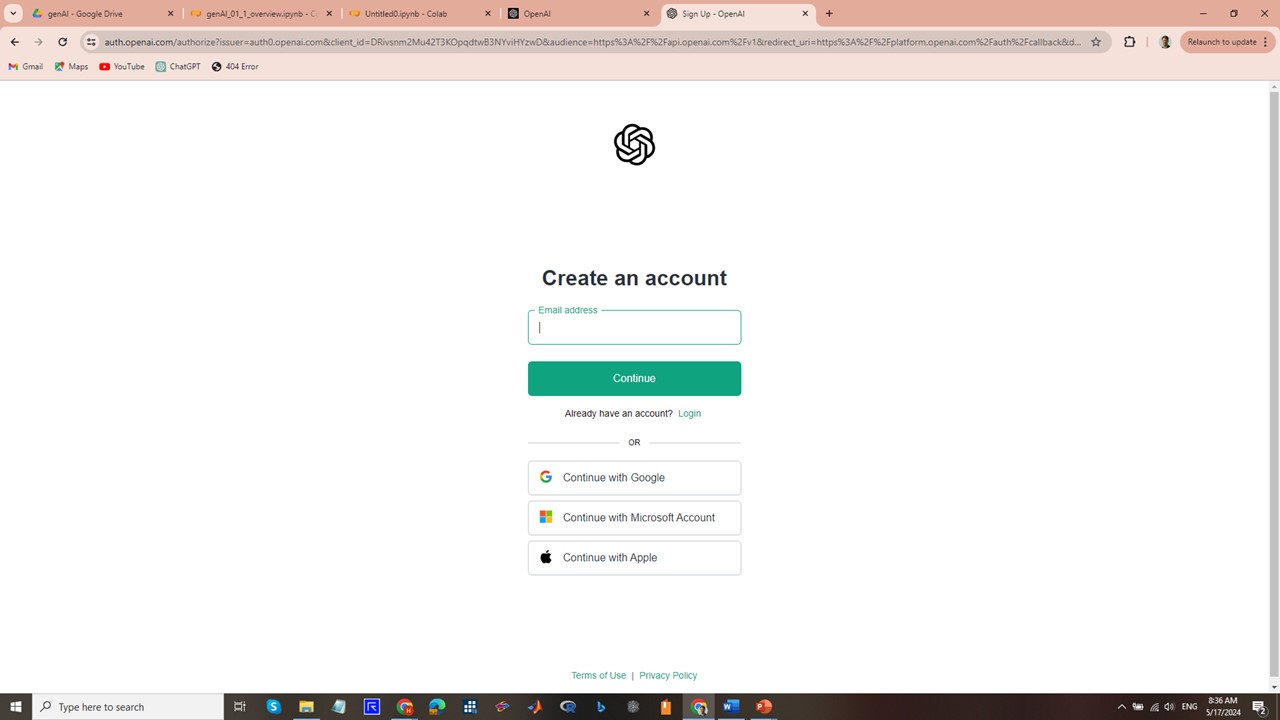 genAI - Google Drive
genAI_01_1_overview.ipynb - C
Untitled0.ipynb - Colab
OpenAI
Sign Up - OpenAI
auth.openai.com/authorize?issuer=auth0.openai.com&client_id=DRivsnm2Mu42T3KOpqdtwB3NYviHYzwD&audience=https%3A%2F%2Fapi.openai.com%2Fv1&redirect_uri=https%3A%2F%2Fplatform.openai.com%2Fauth%2Fcallback&d...
Relaunch to update
Gmail
Maps
YouTube
ChatGPT
404 Error
Create an account
Email address
Continue
Already have an account? Login
OR
Continue with Google
Continue with Microsoft Account
Continue with Apple
Terms of Use | Privacy Policy
Type here to search
ENG
8:36 AM
5/17/2024
2